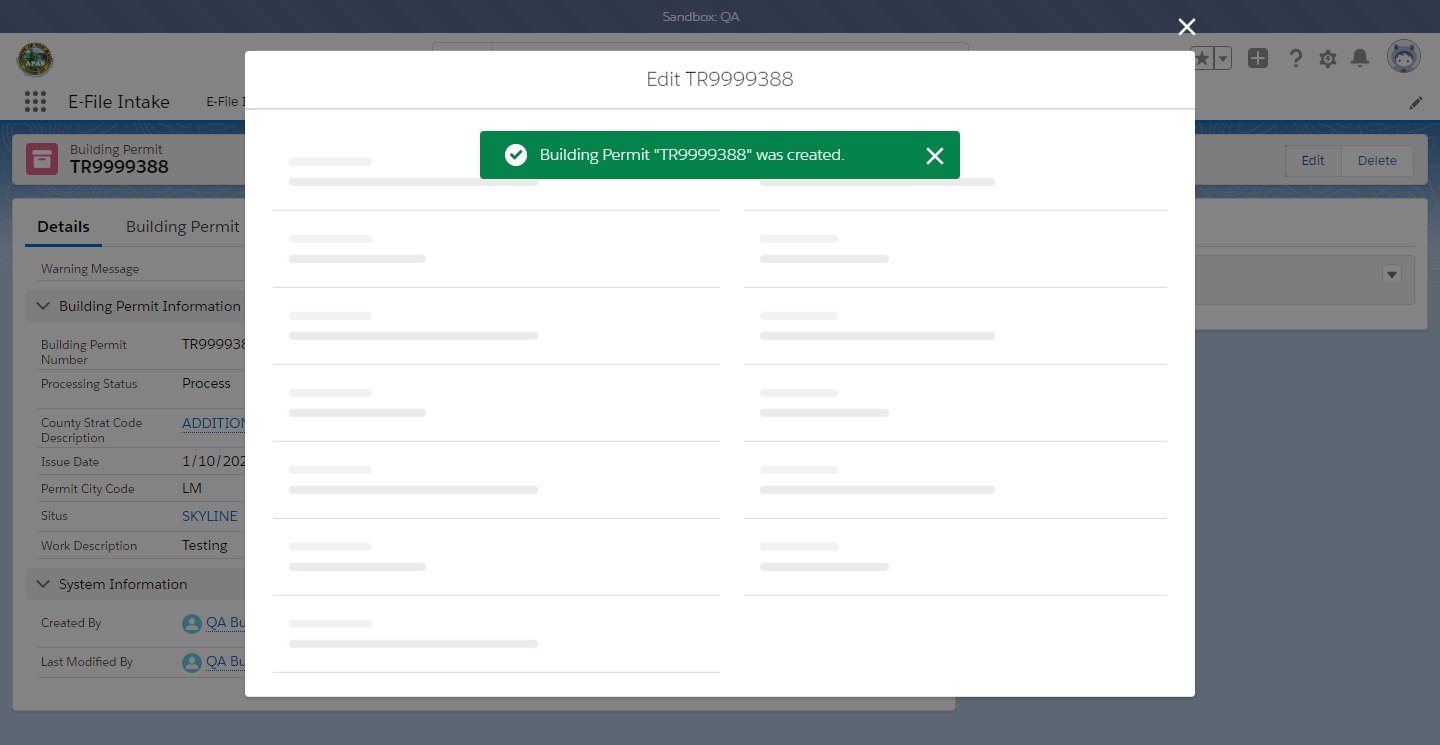 Sandbox: QA
Edit TR9999388
E-File Intake
Building Permit "TR9999388" was created.
Building Permit
TR9999388
Edit
Delete
Details
Building Permit
Warning Message
Building Permit Information
Building Permit
Number
TR999938
Processing Status
Process
County Strat Code
Description
ADDITION
Issue Date
1/10/202
Permit City Code
LM
Situs
SKYLINE
Work Description
Testing
System Information
Created By
QA Bu
Last Modified By
QA Bu